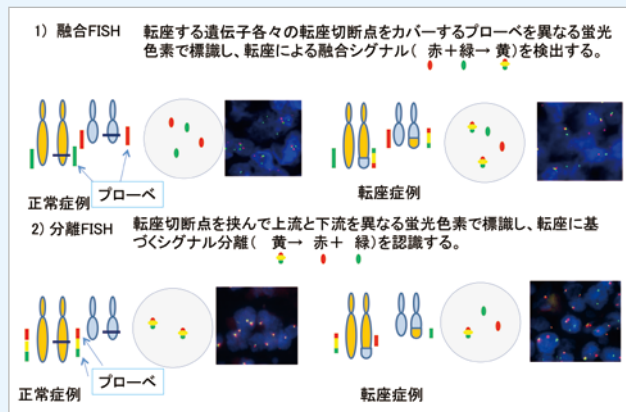 1) 融合FISH 転座する遺伝子各々の転座切断点をカバーするプローベを異なる蛍光
色素で標識し、転座による融合シグナル( 赤+緑→ 黄)を検出する。
プローベ
正常症例
転座症例
2) 分離FISH 転座切断点を挟んで上流と下流を異なる蛍光色素で標識し、転座に基
づくシグナル分離( 黄→ 赤+ 緑)を認識する。
プローベ
正常症例
転座症例